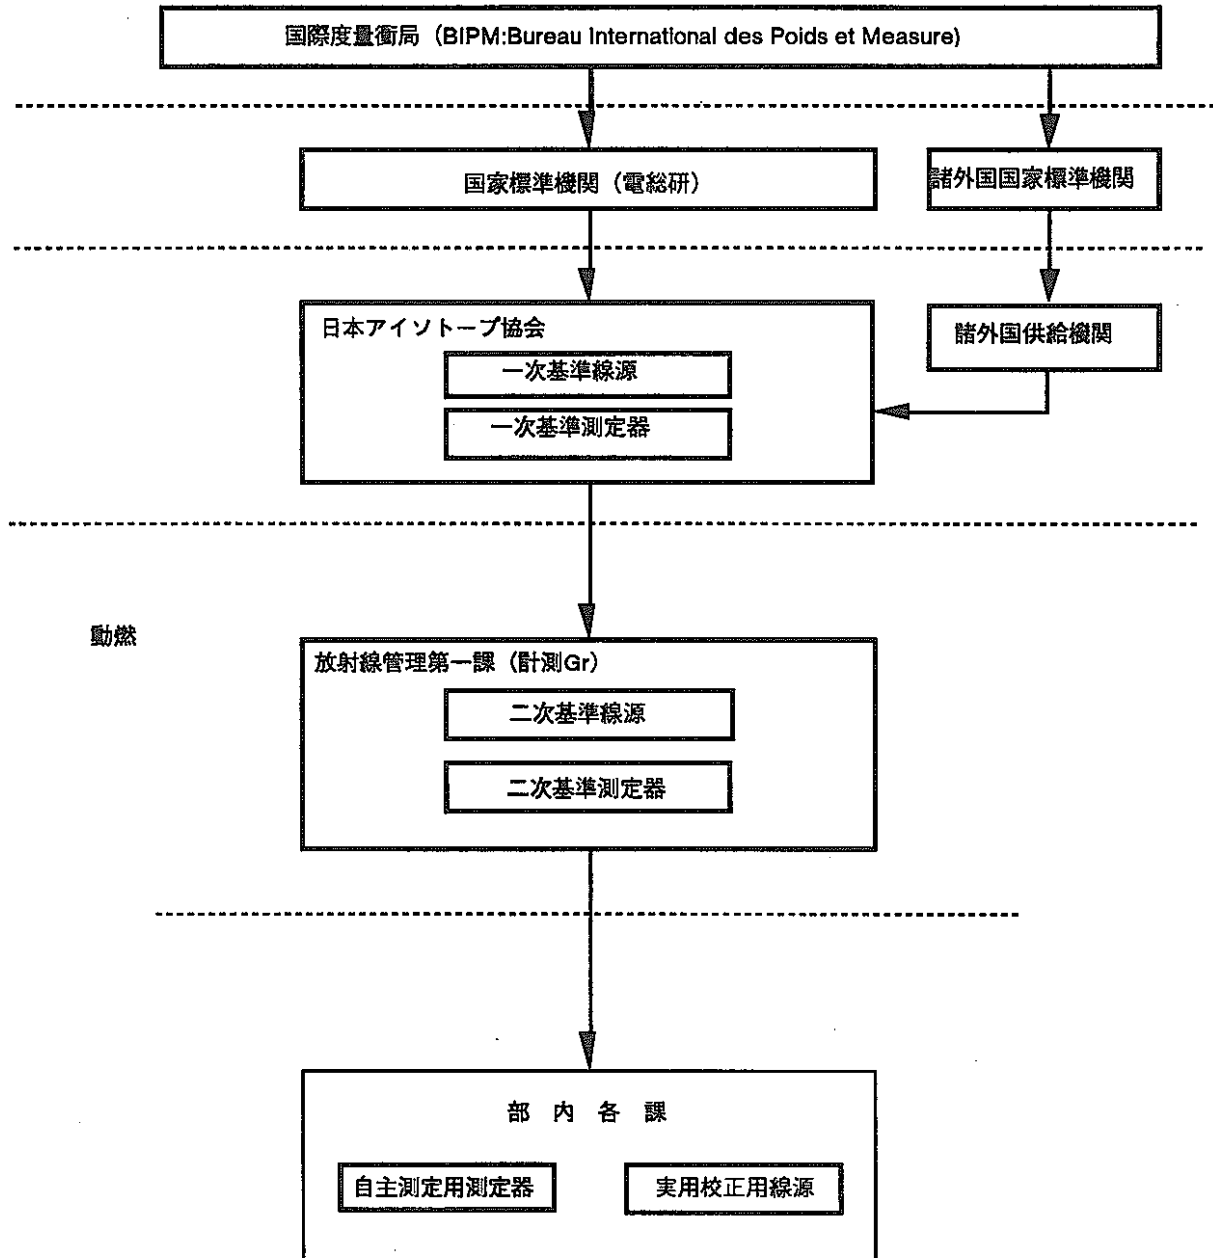 国際度量衡局（BIPM:Bureau International des Poids et Measure)
国家標準機関（電総研）
諸外国国家標準機関
日本アイソトープ協会
諸外国供給機関
一次基準線源
一次基準測定器
動燃
放射線管理第一課（計測Gr）
二次基準線源
二次基準測定器
部 内 各 課
自主測定用測定器
実用校正用線源